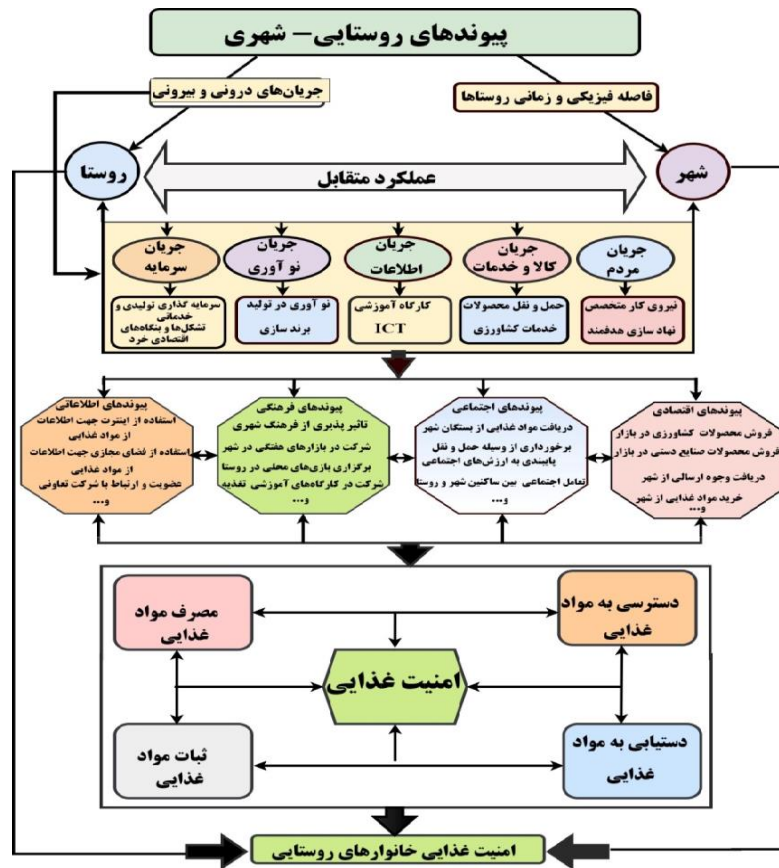 پیوندهای روستایی– شهری
فاصله فیزیکی و زمانی روستاها
جریان‌های درونی و بیرونی
شهر
عملکرد متقابل
روستا
جریان
مردم
جریان
کالا و خدمات
جریان
اطلاعات
جریان
نو آوری
جریان
سرمایه
نیروی کار متخصص
نهاد سازی هدفمند
حمل و نقل محصولات
خدمات کشاورزی
کارگاه آموزشی
ICT
نو آوری در تولید
برند سازی
سرمایه گذاری تولیدی و
خدماتی
تشکل‌ها و بنگاه‌های
اقتصادی خرد
پیوندهای اقتصادی
فروش محصولات کشاورزی در بازار
فروش محصولات صنایع دستی در بازار
دریافت وجوه ارسالی از شهر
خرید مواد غذایی از شهر
و...
پیوندهای اجتماعی
دریافت مواد غذایی از بستگان شهر
برخورداری از وسیله حمل و نقل
پایبندی به ارزش‌های اجتماعی
تعامل اجتماعی بین ساکنین شهر و روستا
و...
پیوندهای فرهنگی
تاثیر پذیری از فرهنگ شهری
شرکت در بازارهای هفتگی در شهر
برگزاری بازی‌های محلی در روستا
شرکت در کارگاه‌های آموزشی تغذیه
و...
پیوندهای اطلاعاتی
استفاده از اینترت جهت اطلاعات
از مواد غذایی
استفاده از فضای مجازی جهت اطلاعات
از مواد غذایی
عضویت و ارتباط با شرکت تعاونی
و...
دسترسی به مواد
غذایی
مصرف مواد
غذایی
امنیت غذایی
دستیابی به مواد
غذایی
ثبات مواد
غذایی
امنیت غذایی خانوارهای روستایی